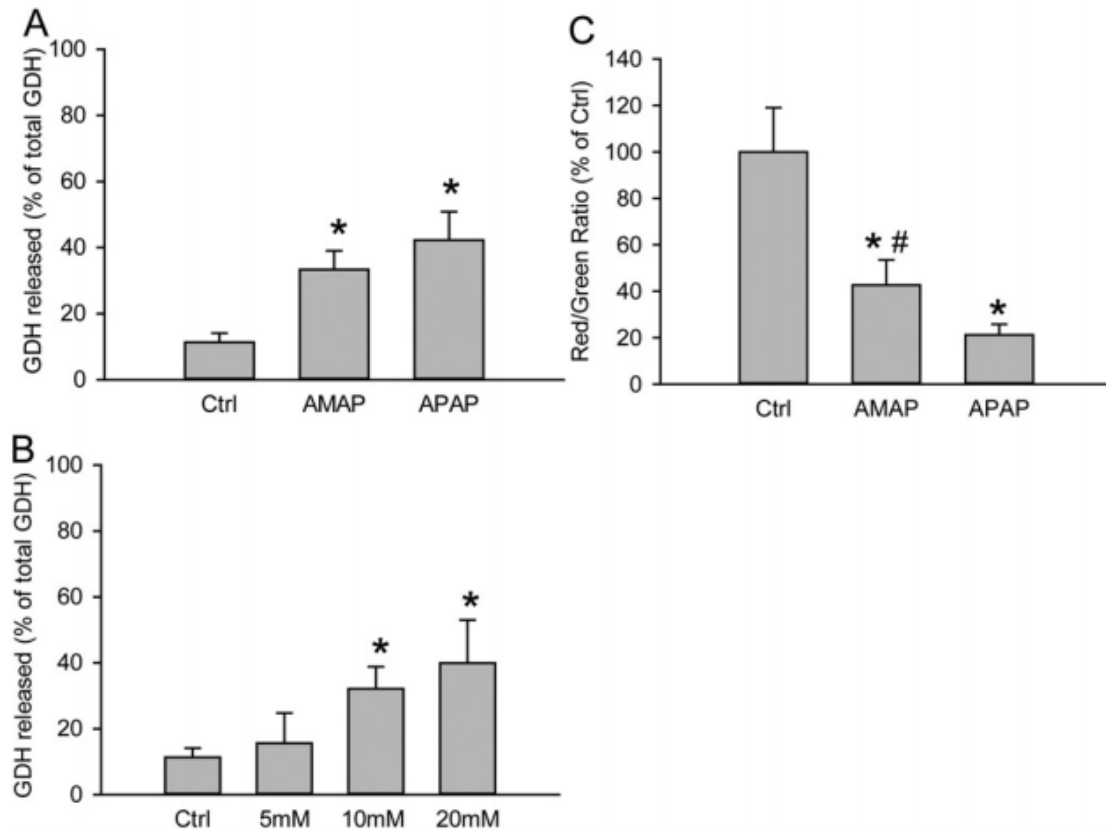 A
GDH released (% of total GDH)
100
80
60
40
20
0
*
*
Ctrl AMAP APAP
C
Red/Green Ratio (% of Ctrl)
140
120
100
80
60
40
20
0
* #
*
Ctrl AMAP APAP
B
GDH released (% of total GDH)
100
80
60
40
20
0
*
*
Ctrl 5mM 10mM 20mM